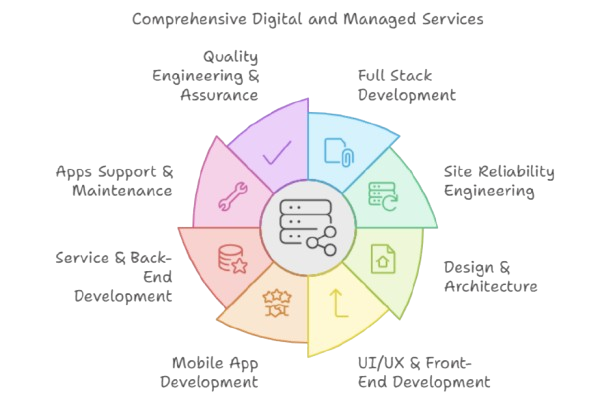 Comprehensive Digital and Managed Services
Quality
Engineering &
Assurance
Full Stack
Development
Apps Support &
Maintenance
Site Reliability
Engineering
Service & Back-
End
Development
Design &
Architecture
Mobile App
Development
UI/UX & Front-
End Development